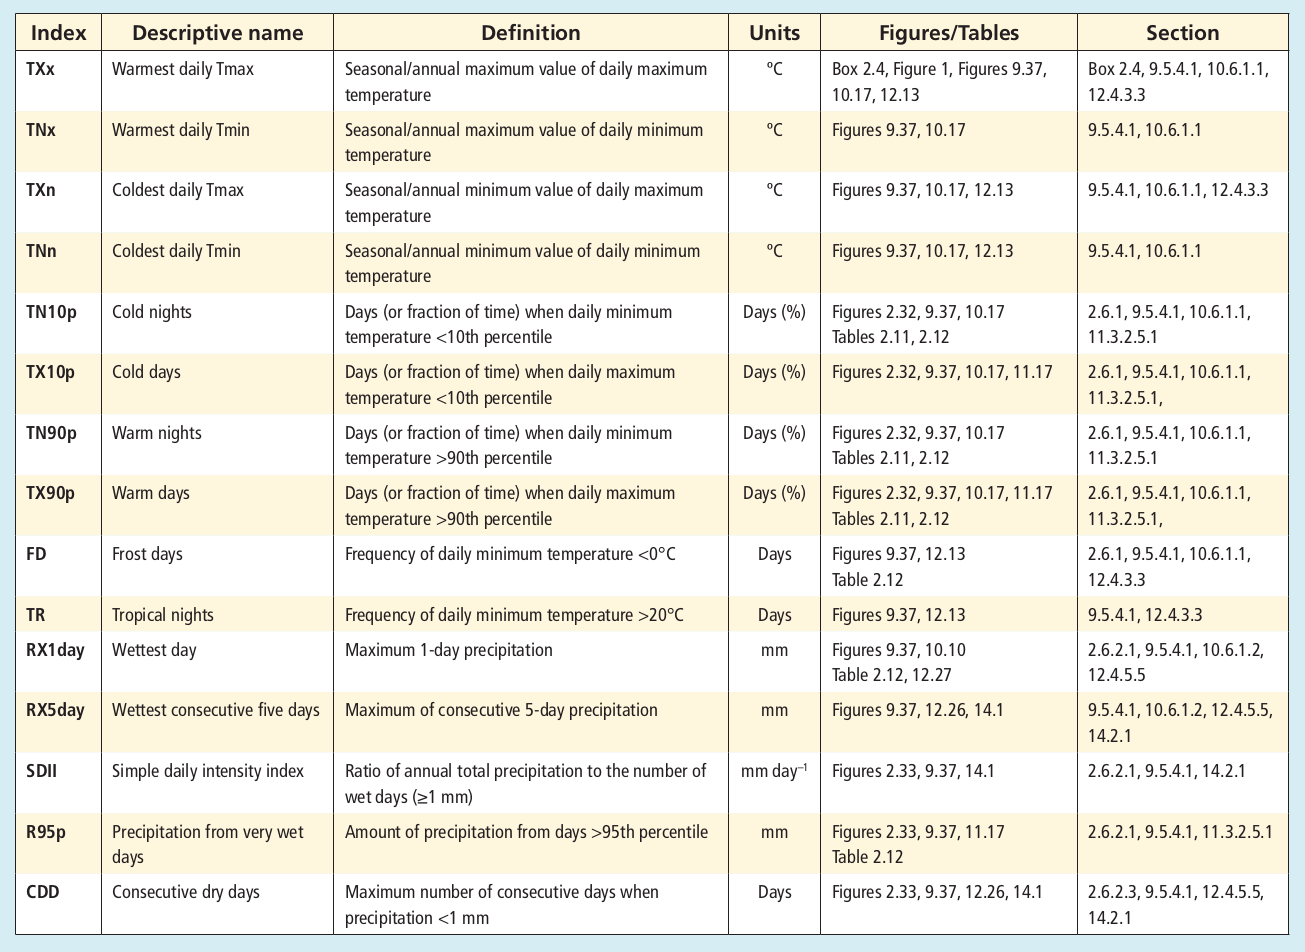 Index Descriptive name Definition Units Figures/Tables Section
TXx Warmest daily Tmax Seasonal/annual maximum value of daily maximum ºC Box 2.4, Figure 1, Figures 9.37, Box 2.4, 9.5.4.1, 10.6.1.1,
temperature 10.17, 12.13 12.4.3.3
TNx Warmest daily Tmin Seasonal/annual maximum value of daily minimum ºC Figures 9.37, 10.17 9.5.4.1, 10.6.1.1
temperature
TXn Coldest daily Tmax Seasonal/annual minimum value of daily maximum ºC Figures 9.37, 10.17, 12.13 9.5.4.1, 10.6.1.1, 12.4.3.3
temperature
TNn Coldest daily Tmin Seasonal/annual minimum value of daily minimum ºC Figures 9.37, 10.17, 12.13 9.5.4.1, 10.6.1.1
temperature
TN10p Cold nights Days (or fraction of time) when daily minimum Days (%) Figures 2.32, 9.37, 10.17 2.6.1, 9.5.4.1, 10.6.1.1,
temperature <10th percentile Tables 2.11, 2.12 11.3.2.5.1
TX10p Cold days Days (or fraction of time) when daily maximum Days (%) Figures 2.32, 9.37, 10.17, 11.17 2.6.1, 9.5.4.1, 10.6.1.1,
temperature <10th percentile 11.3.2.5.1,
TN90p Warm nights Days (or fraction of time) when daily minimum Days (%) Figures 2.32, 9.37, 10.17 2.6.1, 9.5.4.1, 10.6.1.1,
temperature >90th percentile Tables 2.11, 2.12 11.3.2.5.1
TX90p Warm days Days (or fraction of time) when daily maximum Days (%) Figures 2.32, 9.37, 10.17, 11.17 2.6.1, 9.5.4.1, 10.6.1.1,
temperature >90th percentile Tables 2.11, 2.12 11.3.2.5.1,
FD Frost days Frequency of daily minimum temperature <0°C Days Figures 9.37, 12.13 2.6.1, 9.5.4.1, 10.6.1.1,
Table 2.12 12.4.3.3
TR Tropical nights Frequency of daily minimum temperature >20°C Days Figures 9.37, 12.13 9.5.4.1, 12.4.3.3
RX1day Wettest day Maximum 1-day precipitation mm Figures 9.37, 10.10 2.6.2.1, 9.5.4.1, 10.6.1.2,
Table 2.12, 12.27 12.4.5.5
RX5day Wettest consecutive five days Maximum of consecutive 5-day precipitation mm Figures 9.37, 12.26, 14.1 9.5.4.1, 10.6.1.2, 12.4.5.5,
14.2.1
SDII Simple daily intensity index Ratio of annual total precipitation to the number of mm day⁻¹ Figures 2.33, 9.37, 14.1 2.6.2.1, 9.5.4.1, 14.2.1
wet days (≥1 mm)
R95p Precipitation from very wet Amount of precipitation from days >95th percentile mm Figures 2.33, 9.37, 11.17 2.6.2.1, 9.5.4.1, 11.3.2.5.1
days Table 2.12
CDD Consecutive dry days Maximum number of consecutive days when Days Figures 2.33, 9.37, 12.26, 14.1 2.6.2.3, 9.5.4.1, 12.4.5.5,
precipitation <1 mm 14.2.1